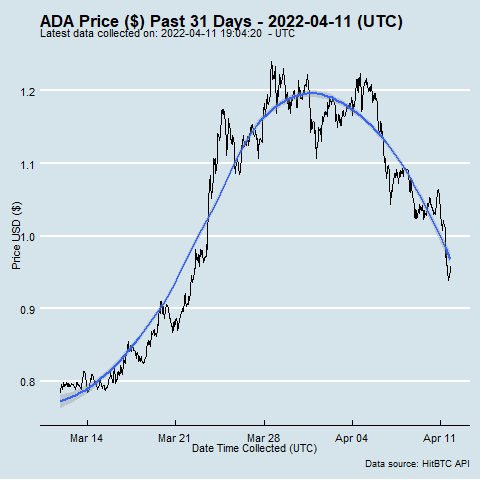 ADA Price ($) Past 31 Days - 2022-04-11 (UTC)
Latest data collected on: 2022-04-11 19:04:20 - UTC
1.2
1.1
1.0
0.9
0.8
Price USD ($)
Mar 14 Mar 21 Mar 28 Apr 04 Apr 11
Date Time Collected (UTC)
Data source: HitBTC API